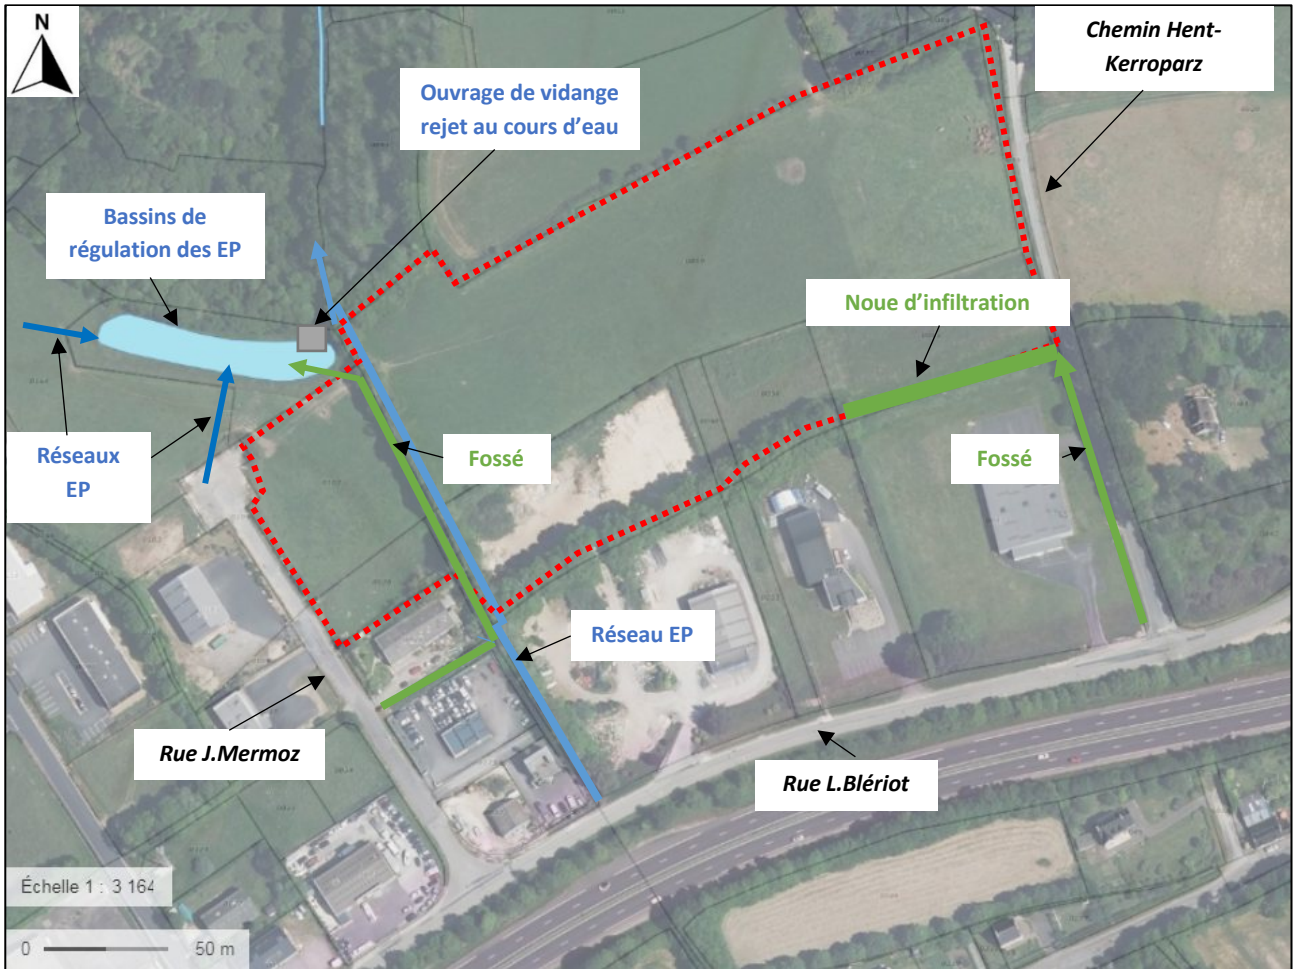 N
Chemin Hent-
Kerroparz
Ouvrage de vidange
rejet au cours d'eau
Bassins de
régulation des EP
Noue d'infiltration
Réseaux
EP
Fossé
Fossé
Réseau EP
Rue J.Mermoz
Rue L.Blériot
Échelle 1 : 3 164
0
50 m